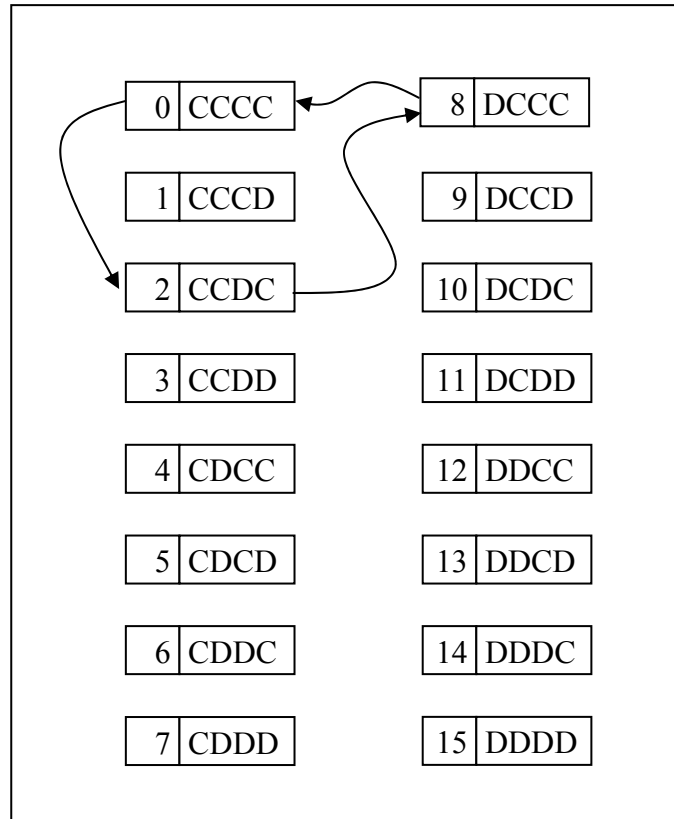 0 CCCC
1 CCCD
2 CCDC
3 CCDD
4 CDCC
5 CDCD
6 CDDC
7 CDDD
8 DCCC
9 DCCD
10 DCDC
11 DCDD
12 DDCC
13 DDCD
14 DDDC
15 DDDD